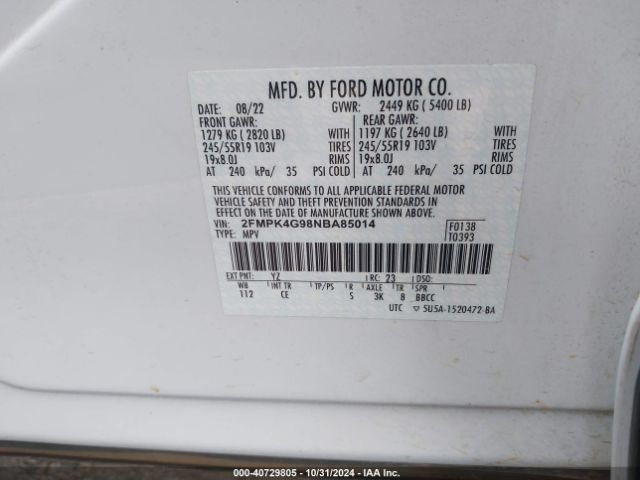 MFD. BY FORD MOTOR CO.
DATE: 08/22 GVWR: 2449 KG ( 5400 LB)
FRONT GAWR: REAR GAWR:
1279 KG ( 2820 LB) WITH 1197 KG ( 2640 LB) WITH
245/55R19 103V TIRES 245/55R19 103V TIRES
19x8.0J RIMS 19x8.0J RIMS
AT 240 kPa/ 35 PSI COLD AT 240 kPa/ 35 PSI COLD
THIS VEHICLE CONFORMS TO ALL APPLICABLE FEDERAL MOTOR
VEHICLE SAFETY AND THEFT PREVENTION STANDARDS IN
EFFECT ON THE DATE OF MANUFACTURE SHOWN ABOVE.
VIN: 2FMPK4G98NBA85014 F0138
TYPE: MPV T0393
EXT PNT: YZ RC: 23 DSO:
WB INT TR TP/PS R AXLE TR SPR
112 CE S 3K 8 BBCC
UTC ▽ 5U5A-1520472-BA
000-40729805 - 10/31/2024 - IAA Inc.